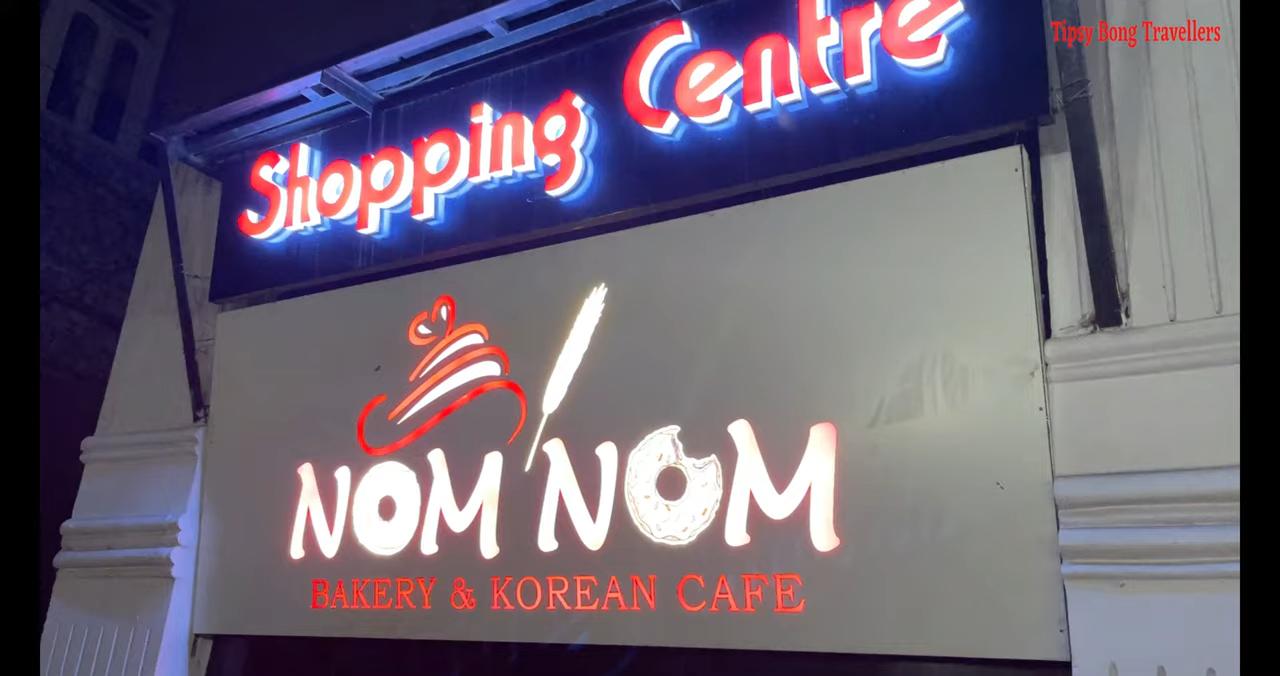 Tipsy Bong Travellers
Shopping Centre
NOM NOM
BAKERY & KOREAN CAFE